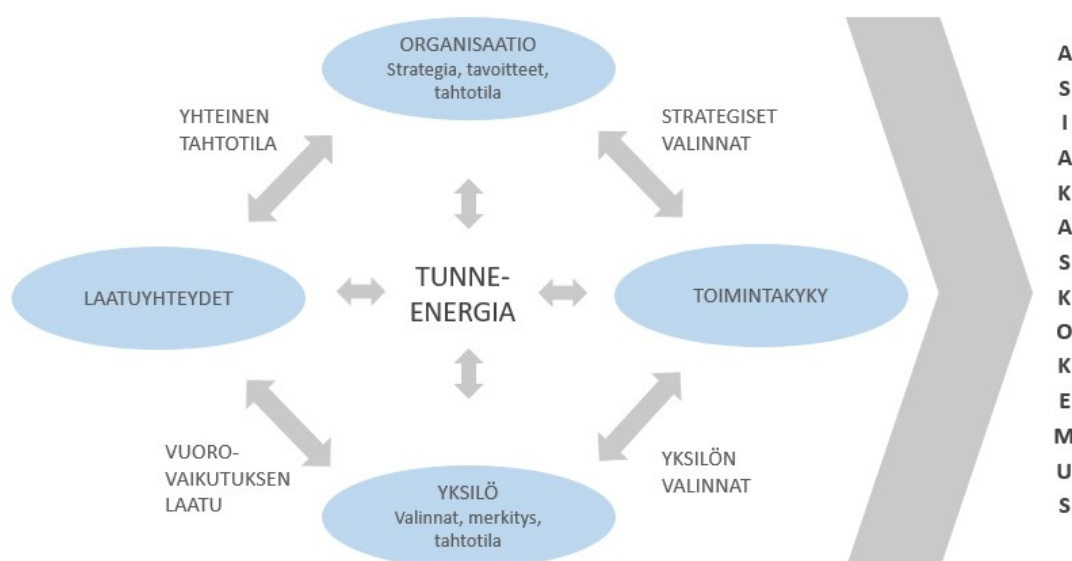 ORGANISAATIO
Strategia, tavoitteet,
tahtotila
YHTEINEN
TAHTOTILA
STRATEGISET
VALINNAT
LAATUYHTEYDET
TUNNE-
ENERGIA
TOIMINTAKYKY
VUORO-
VAIKUTUKSEN
LAATU
YKSILÖ
Valinnat, merkitys,
tahtotila
YKSILÖN
VALINNAT
A
S
I
A
K
A
S
K
O
K
E
M
U
S